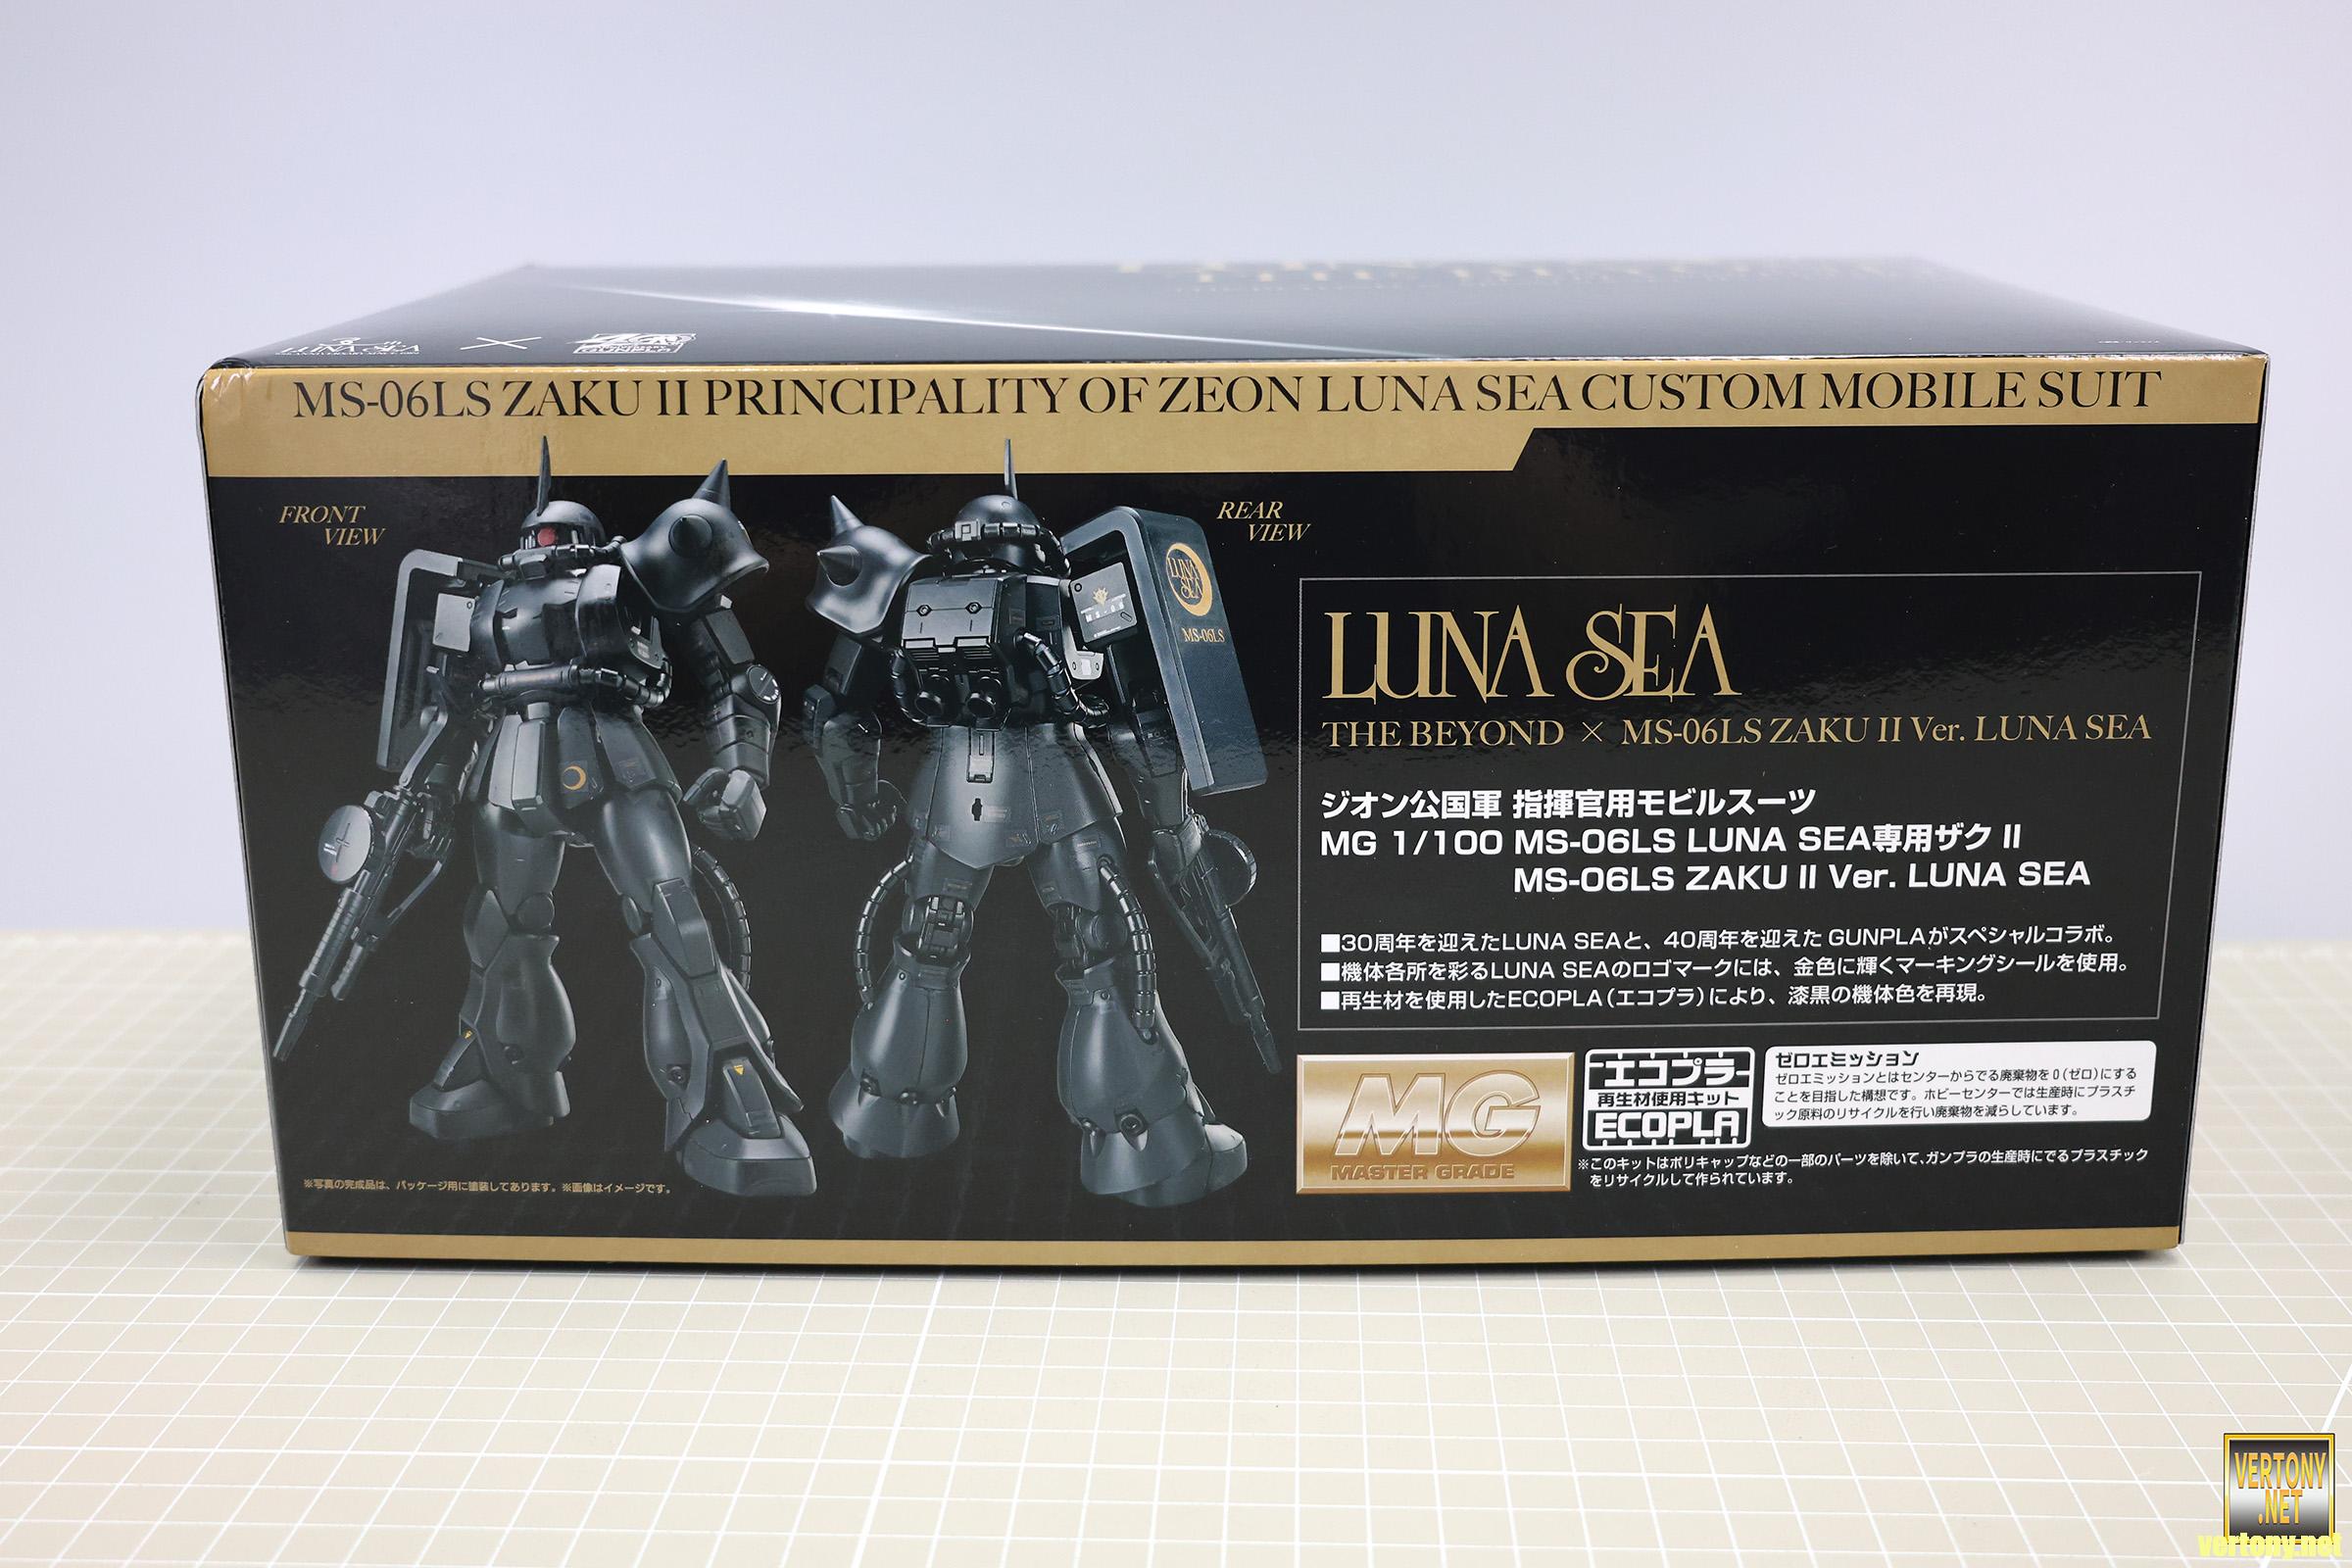 LUNA SEA
×
GUNPLA
MS-06LS ZAKU II PRINCIPALITY OF ZEON LUNA SEA CUSTOM MOBILE SUIT
FRONT
VIEW
REAR
VIEW
LUNA
SEA
MS-06LS
LUNA SEA
THE BEYOND × MS-06LS ZAKU II Ver. LUNA SEA
ジオン公国軍 指揮官用モビルスーツ
MG 1/100 MS-06LS LUNA SEA専用ザク II
MS-06LS ZAKU II Ver. LUNA SEA
■30周年を迎えたLUNA SEAと、40周年を迎えた GUNPLAがスペシャルコラボ。
■機体各所を彩るLUNA SEAのロゴマークには、金色に輝くマーキングシールを使用。
■再生材を使用したECOPLA(エコプラ)により、漆黒の機体色を再現。
MG
MASTER GRADE
エコプラ
再生材使用キット
ECOPLA
ゼロエミッション
ゼロエミッションとはセンターからでる廃棄物を0(ゼロ)にする
ことを目指した構想です。ホビーセンターでは生産時にプラスチ
ック原料のリサイクルを行い廃棄物を減らしています。
※このキットはポリキャップなどの一部のパーツを除いて、ガンプラの生産時にでるプラスチック
をリサイクルして作られています。
※写真の完成品は、パッケージ用に塗装してあります。※画像はイメージです。
VERTONY
.NET
vertony.net